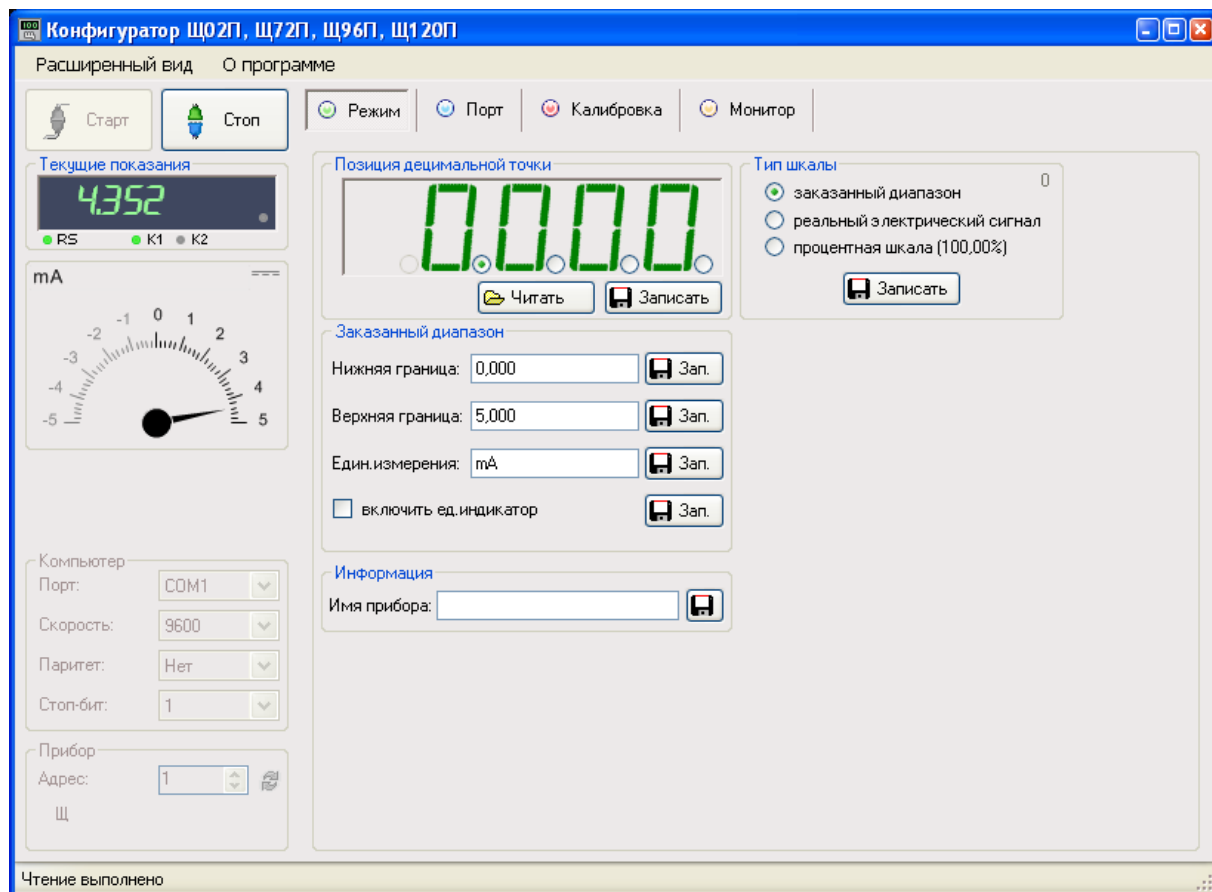 Конфигуратор Щ02П, Щ72П, Щ96П, Щ120П
Расширенный вид О программе
Старт Стоп Режим Порт Калибровка Монитор
Текущие показания
4.352
RS K1 K2
mA
-5 -4 -3 -2 -1 0 1 2 3 4 5
Компьютер
Порт: COM1
Скорость: 9600
Паритет: Нет
Стоп-бит: 1
Прибор
Адрес: 1
Щ
Позиция децимальной точки
0.0.0.0
Читать Записать
Заказанный диапазон
Нижняя граница: 0,000 Зап.
Верхняя граница: 5,000 Зап.
Един.измерения: mA Зап.
включить ед.индикатор Зап.
Информация
Имя прибора:
Тип шкалы
0
заказанный диапазон
реальный электрический сигнал
процентная шкала (100,00%)
Записать
Чтение выполнено